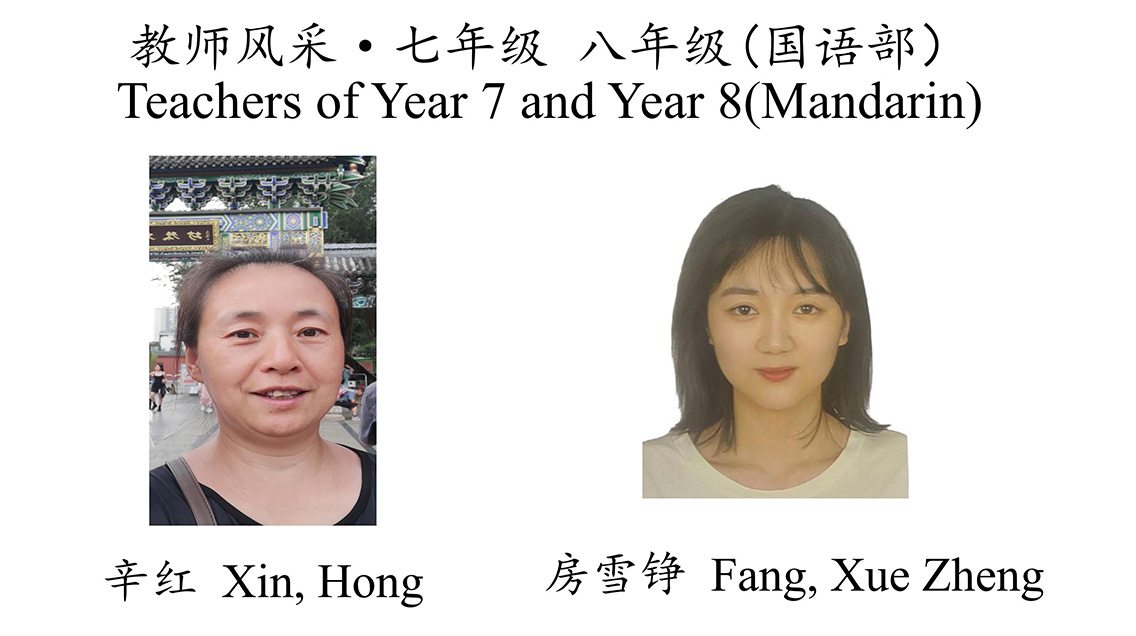 教师风采·七年级 八年级(国语部)
Teachers of Year 7 and Year 8(Mandarin)
辛红 Xin, Hong
房雪铮 Fang, Xue Zheng